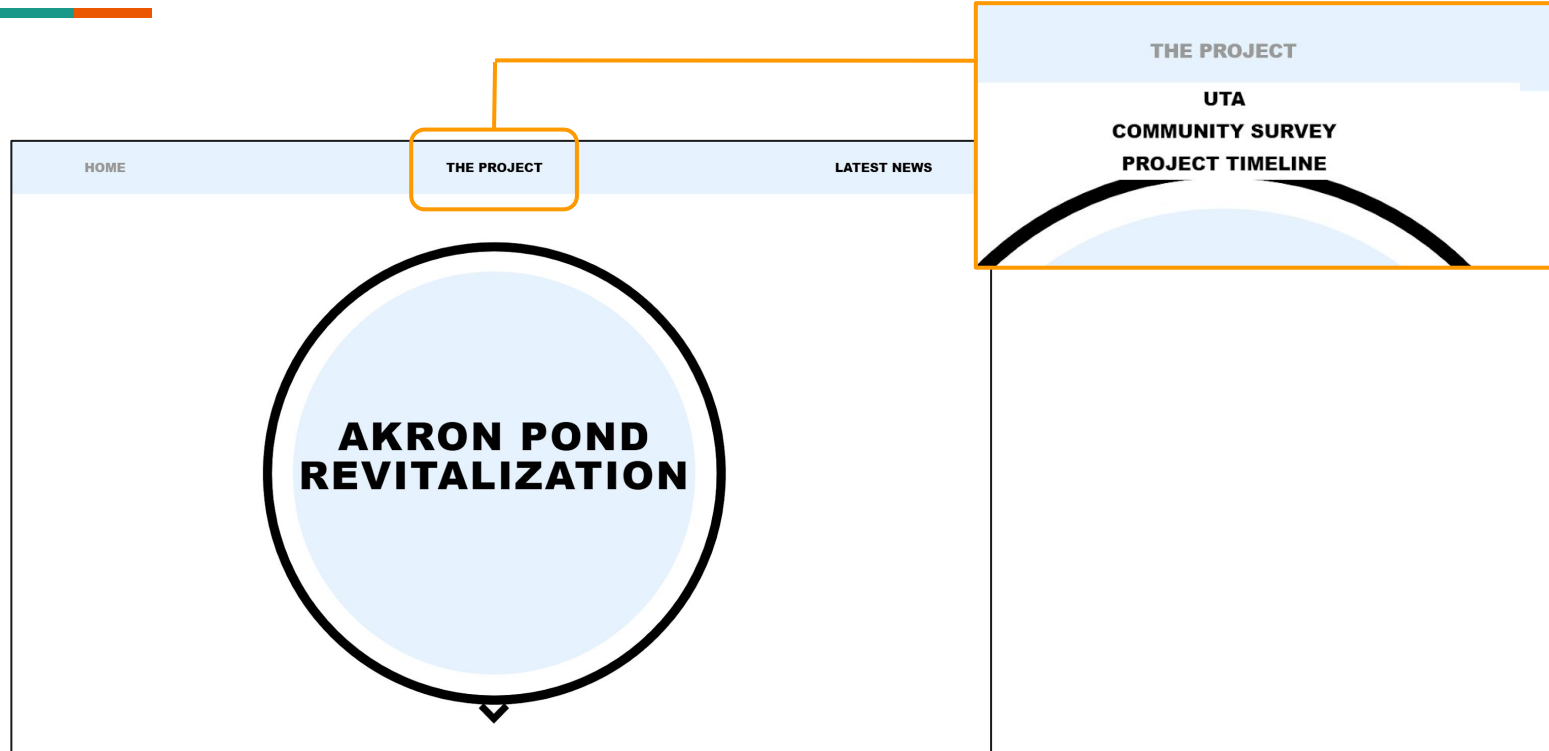 THE PROJECT
UTA
COMMUNITY SURVEY
PROJECT TIMELINE
HOME
THE PROJECT
LATEST NEWS
AKRON POND
REVITALIZATION